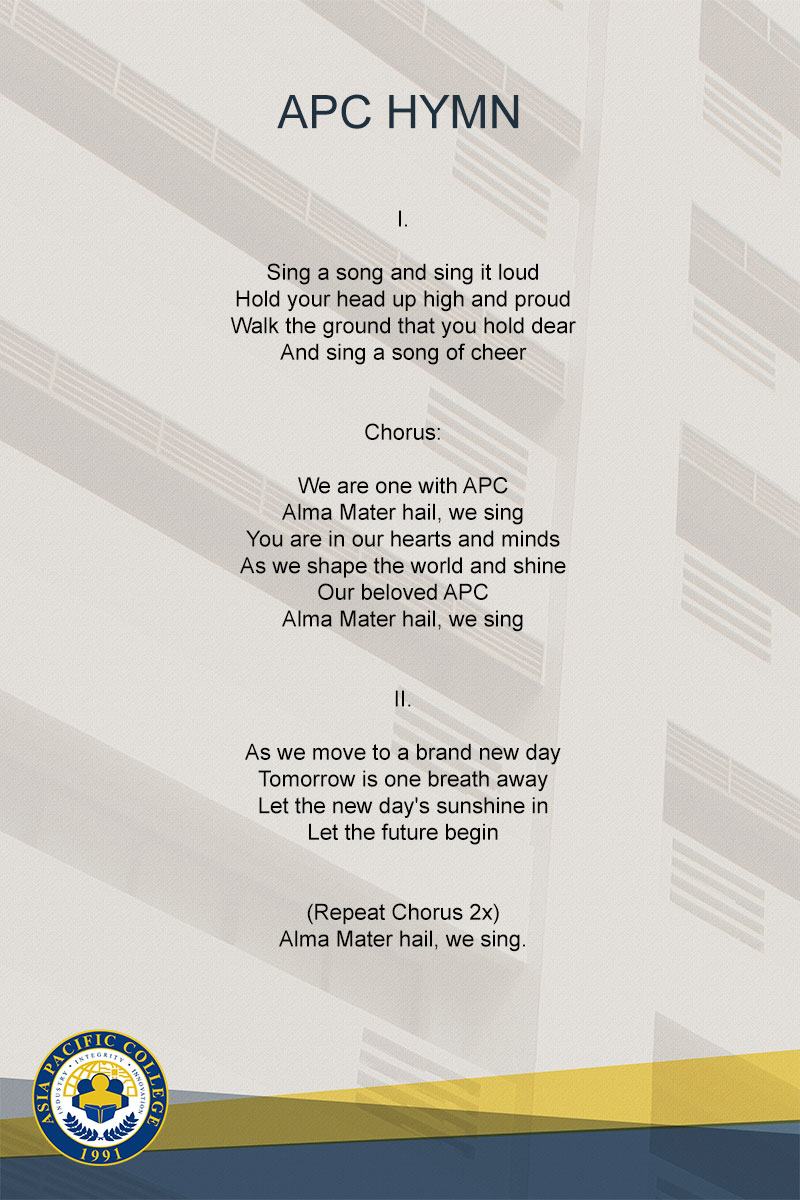 APC HYMN
I.
Sing a song and sing it loud
Hold your head up high and proud
Walk the ground that you hold dear
And sing a song of cheer
Chorus:
We are one with APC
Alma Mater hail, we sing
You are in our hearts and minds
As we shape the world and shine
Our beloved APC
Alma Mater hail, we sing
II.
As we move to a brand new day
Tomorrow is one breath away
Let the new day's sunshine in
Let the future begin
(Repeat Chorus 2x)
Alma Mater hail, we sing.
ASIA PACIFIC COLLEGE
INDUSTRY • INTEGRITY • INNOVATION
1991